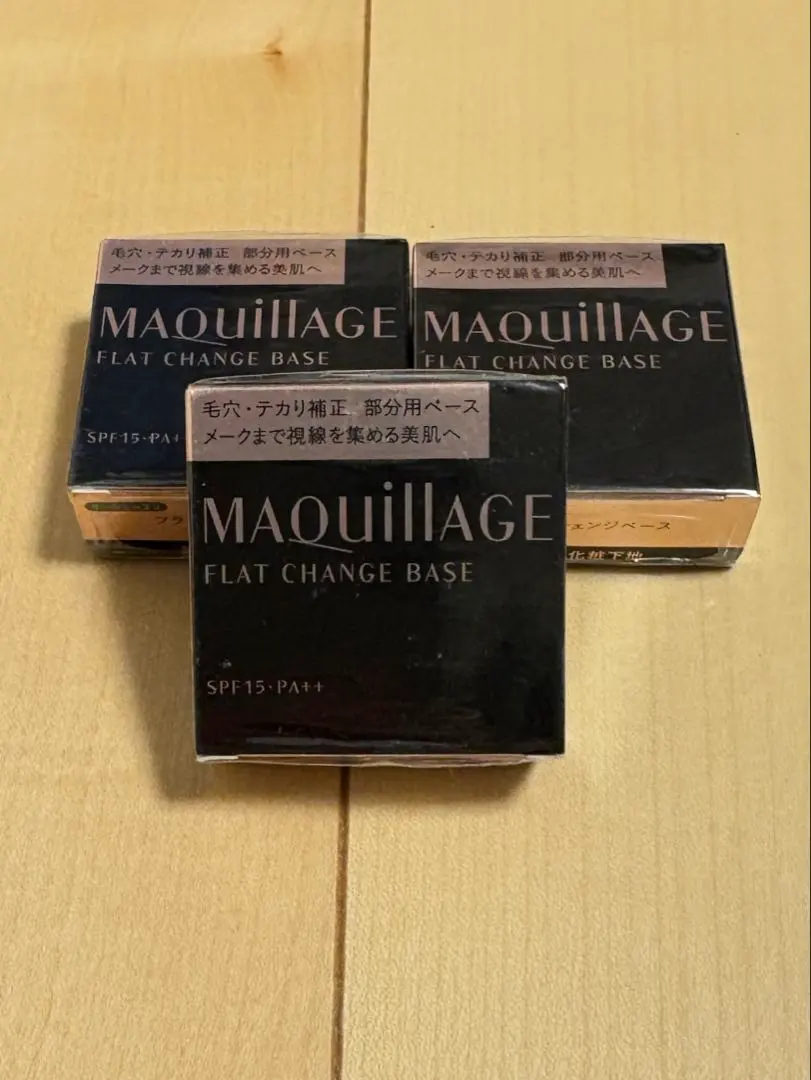 毛穴・テカリ補正 部分用ベース
メークまで視線を集める美肌へ
MAQuillAGE
FLAT CHANGE BASE
SPF15・PA+
フラ
毛穴・テカリ補正 部分用ベース
メークまで視線を集める美肌へ
MAQuillAGE
FLAT CHANGE BASE
ェンジベース
化粧下地
毛穴・テカリ補正 部分用ベース
メークまで視線を集める美肌へ
MAQuillAGE
FLAT CHANGE BASE
SPF15・PA++